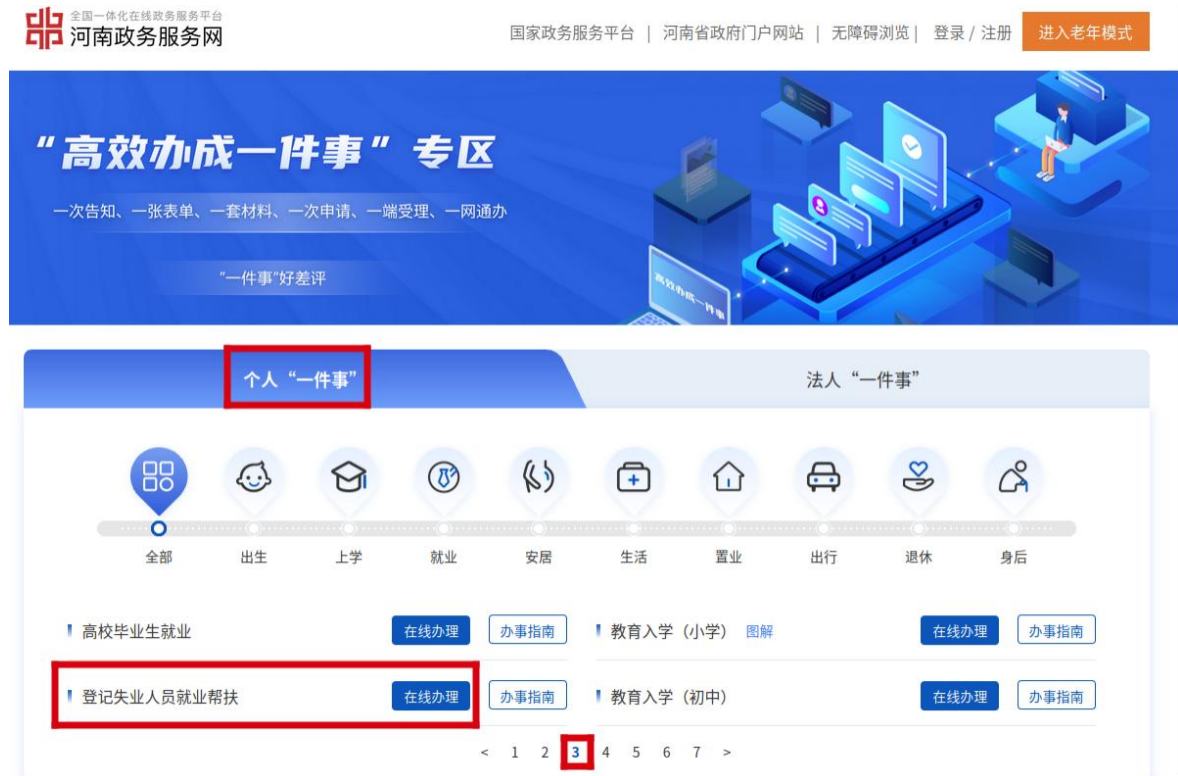 全国一体化在线政务服务平台
河南政务服务网
国家政务服务平台 | 河南省政府门户网站 | 无障碍浏览 | 登录 / 注册 进入老年模式
“高效办成一件事”专区
一次告知、一张表单、一套材料、一次申请、一端受理、一网通办
“一件事”好差评
高效办成一件事
个人“一件事” 法人“一件事”
全部 出生 上学 就业 安居 生活 置业 出行 退休 身后
高校毕业生就业 在线办理 办事指南 教育入学（小学） 图解 在线办理 办事指南
登记失业人员就业帮扶 在线办理 办事指南 教育入学（初中） 在线办理 办事指南
< 1 2 3 4 5 6 7 >